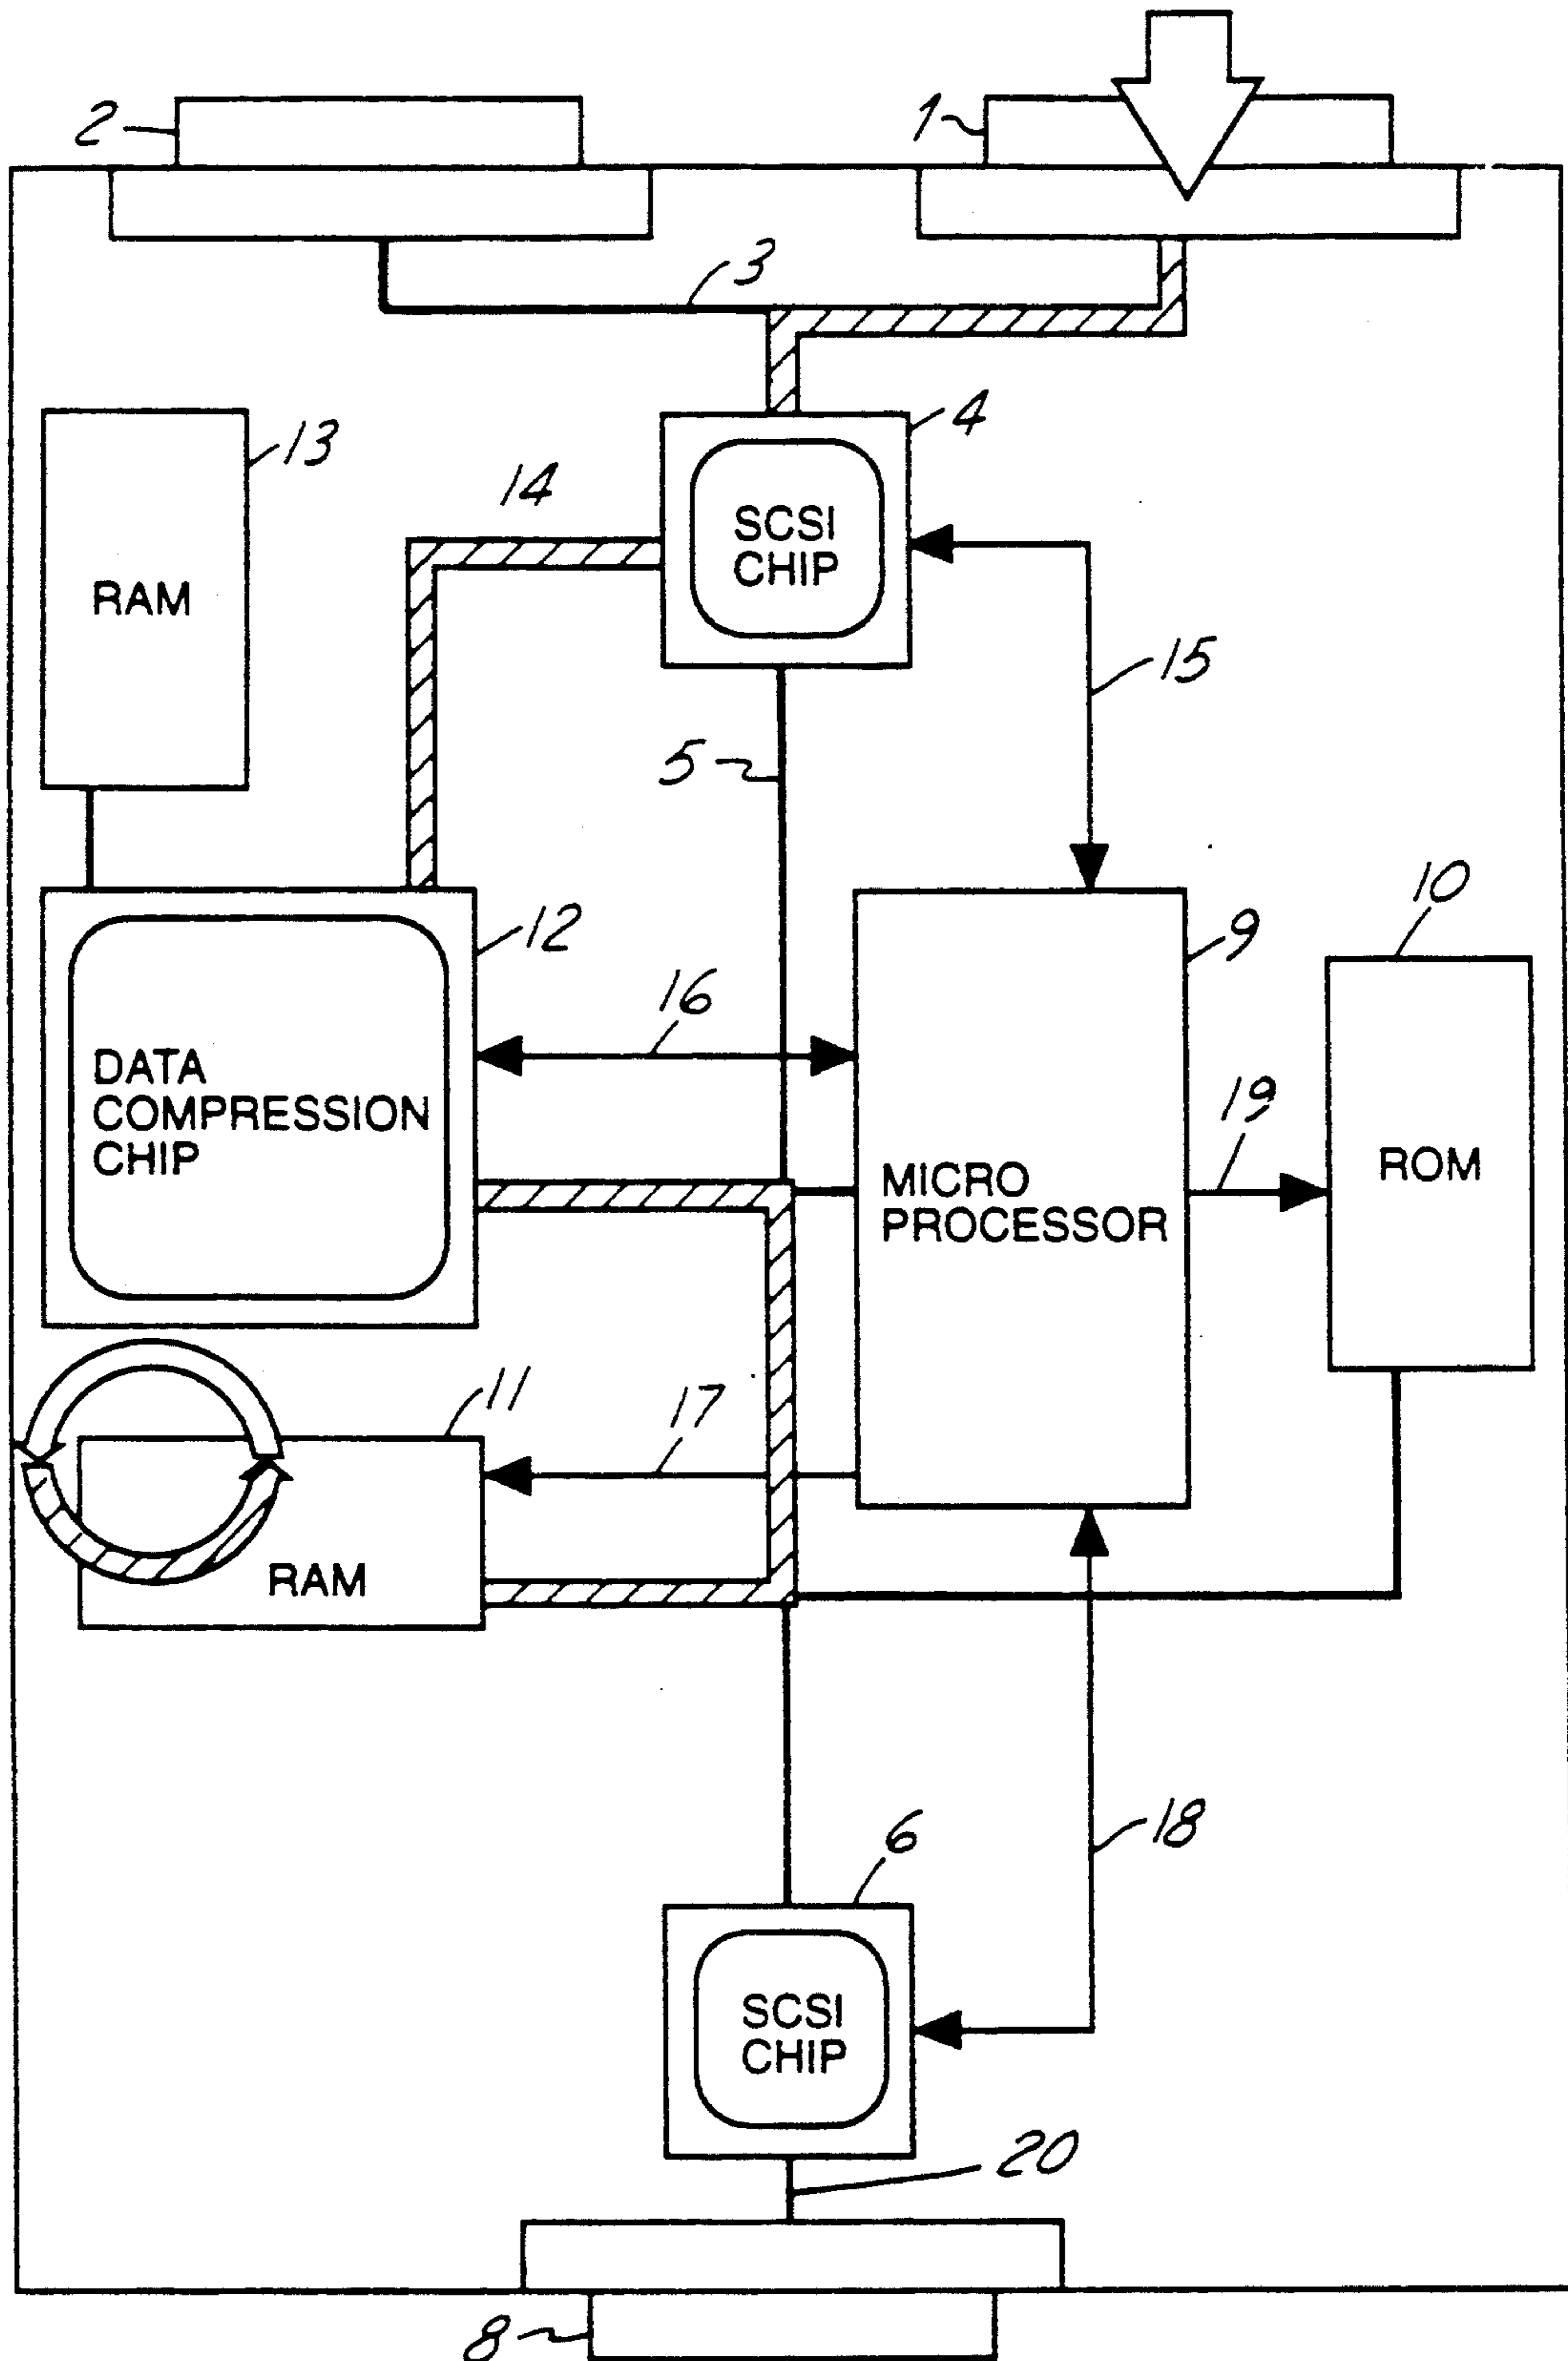 2
1
3
4
13
14
SCSI
CHIP
RAM
15
5
10
12
9
16
DATA
COMPRESSION
CHIP
19
ROM
MICRO
PROCESSOR
11
17
RAM
6
18
SCSI
CHIP
20
8